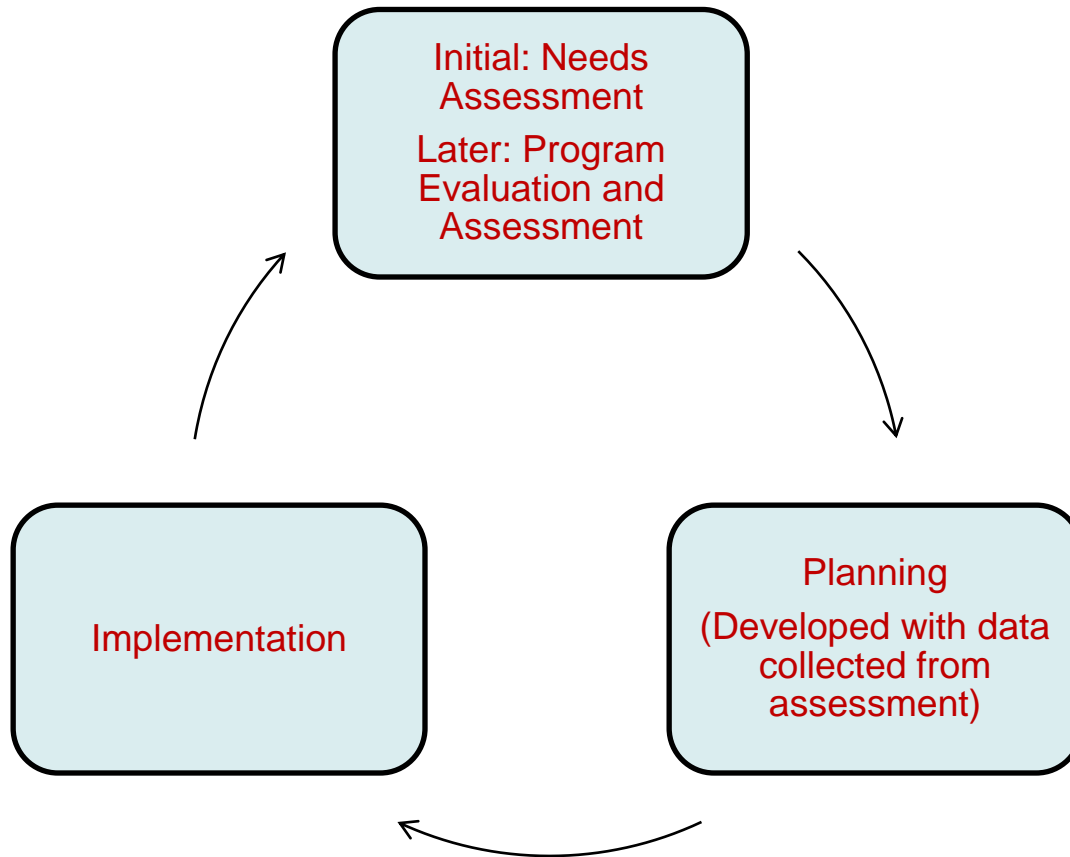 Initial: Needs
Assessment
Later: Program
Evaluation and
Assessment
Implementation
Planning
(Developed with data
collected from
assessment)